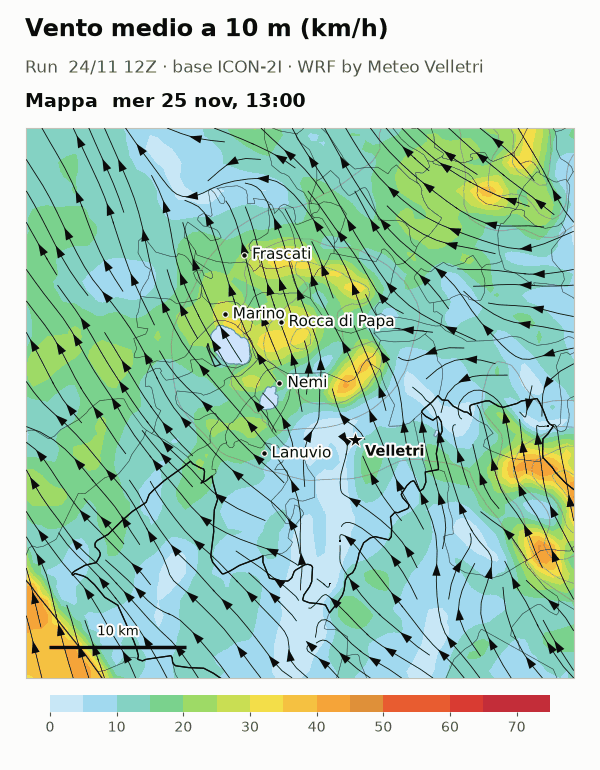 Vento medio a 10 m (km/h)
Run  24/11 12Z · base ICON-2I · WRF by Meteo Velletri
Mappa  mer 25 nov, 13:00
Frascati
Marino
Rocca di Papa
Nemi
Velletri
Lanuvio
10 km
0 10 20 30 40 50 60 70